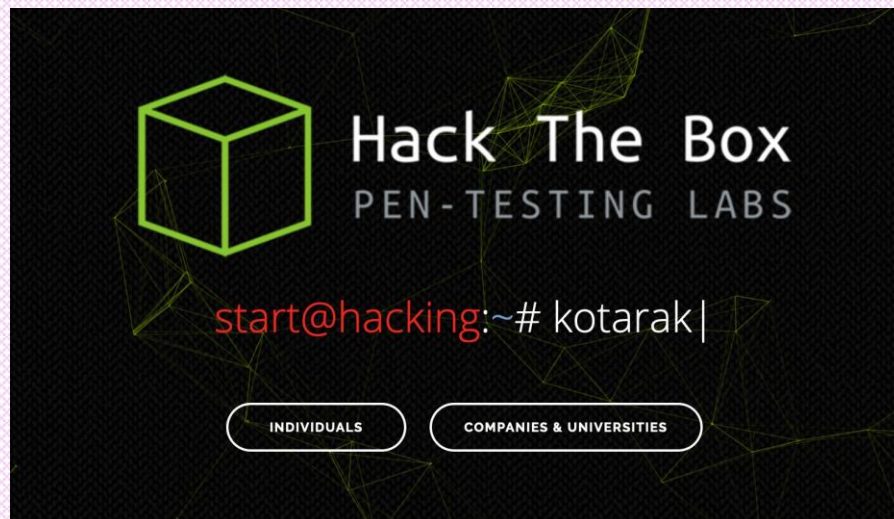 Hack The Box
PEN-TESTING LABS
start@hacking:~# kotarak|
INDIVIDUALS
COMPANIES & UNIVERSITIES